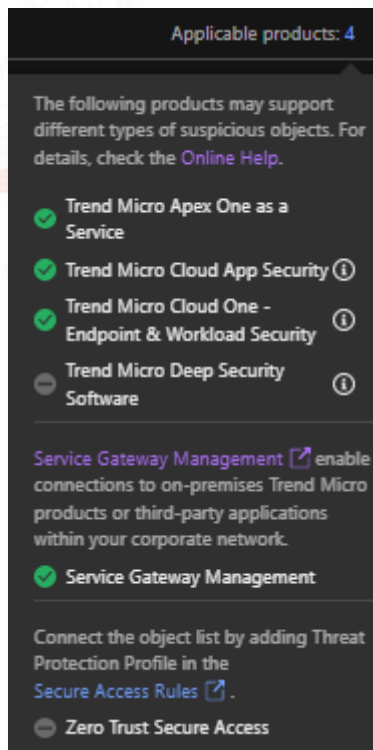 Applicable products: 4
The following products may support
different types of suspicious objects. For
details, check the Online Help.
Trend Micro Apex One as a
Service
Trend Micro Cloud App Security
Trend Micro Cloud One -
Endpoint & Workload Security
Trend Micro Deep Security
Software
Service Gateway Management enable
connections to on-premises Trend Micro
products or third-party applications
within your corporate network.
Service Gateway Management
Connect the object list by adding Threat
Protection Profile in the
Secure Access Rules .
Zero Trust Secure Access